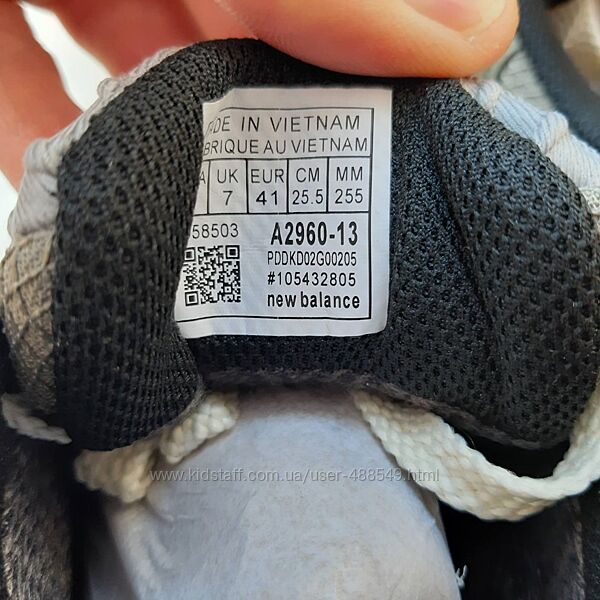 DE IN VIETNAM
BRIQUE AU VIETNAM
A UK EUR CM MM
7 41 25.5 255
58503 A2960-13
PDDKD02G00205
#105432805
new balance
www.kidstaff.com.ua/user-488549.html